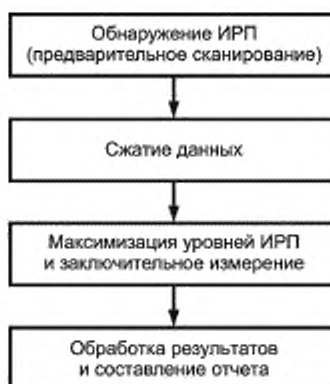 Обнаружение ИРП
(предварительное сканирование)
Сжатие данных
Максимизация уровней ИРП
и заключительное измерение
Обработка результатов
и составление отчета